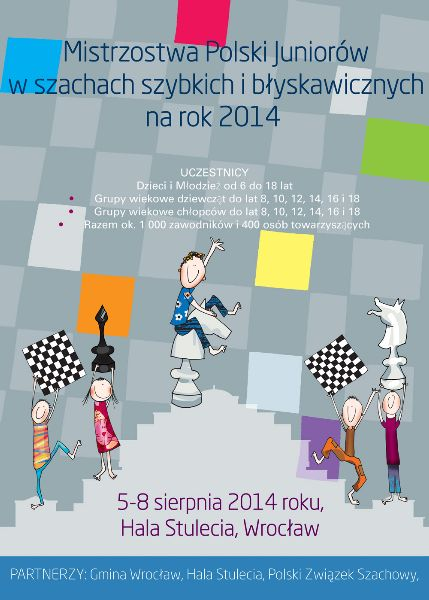 Mistrzostwa Polski Juniorów
w szachach szybkich i błyskawicznych
na rok 2014
UCZESTNICY
Dzieci i Młodzież od 6 do 18 lat
• Grupy wiekowe dziewcząt do lat 8, 10, 12, 14, 16 i 18
• Grupy wiekowe chłopców do lat 8, 10, 12, 14, 16 i 18
• Razem ok. 1 000 zawodników i 400 osób towarzyszących
5-8 sierpnia 2014 roku,
Hala Stulecia, Wrocław
PARTNERZY: Gmina Wrocław, Hala Stulecia, Polski Związek Szachowy,